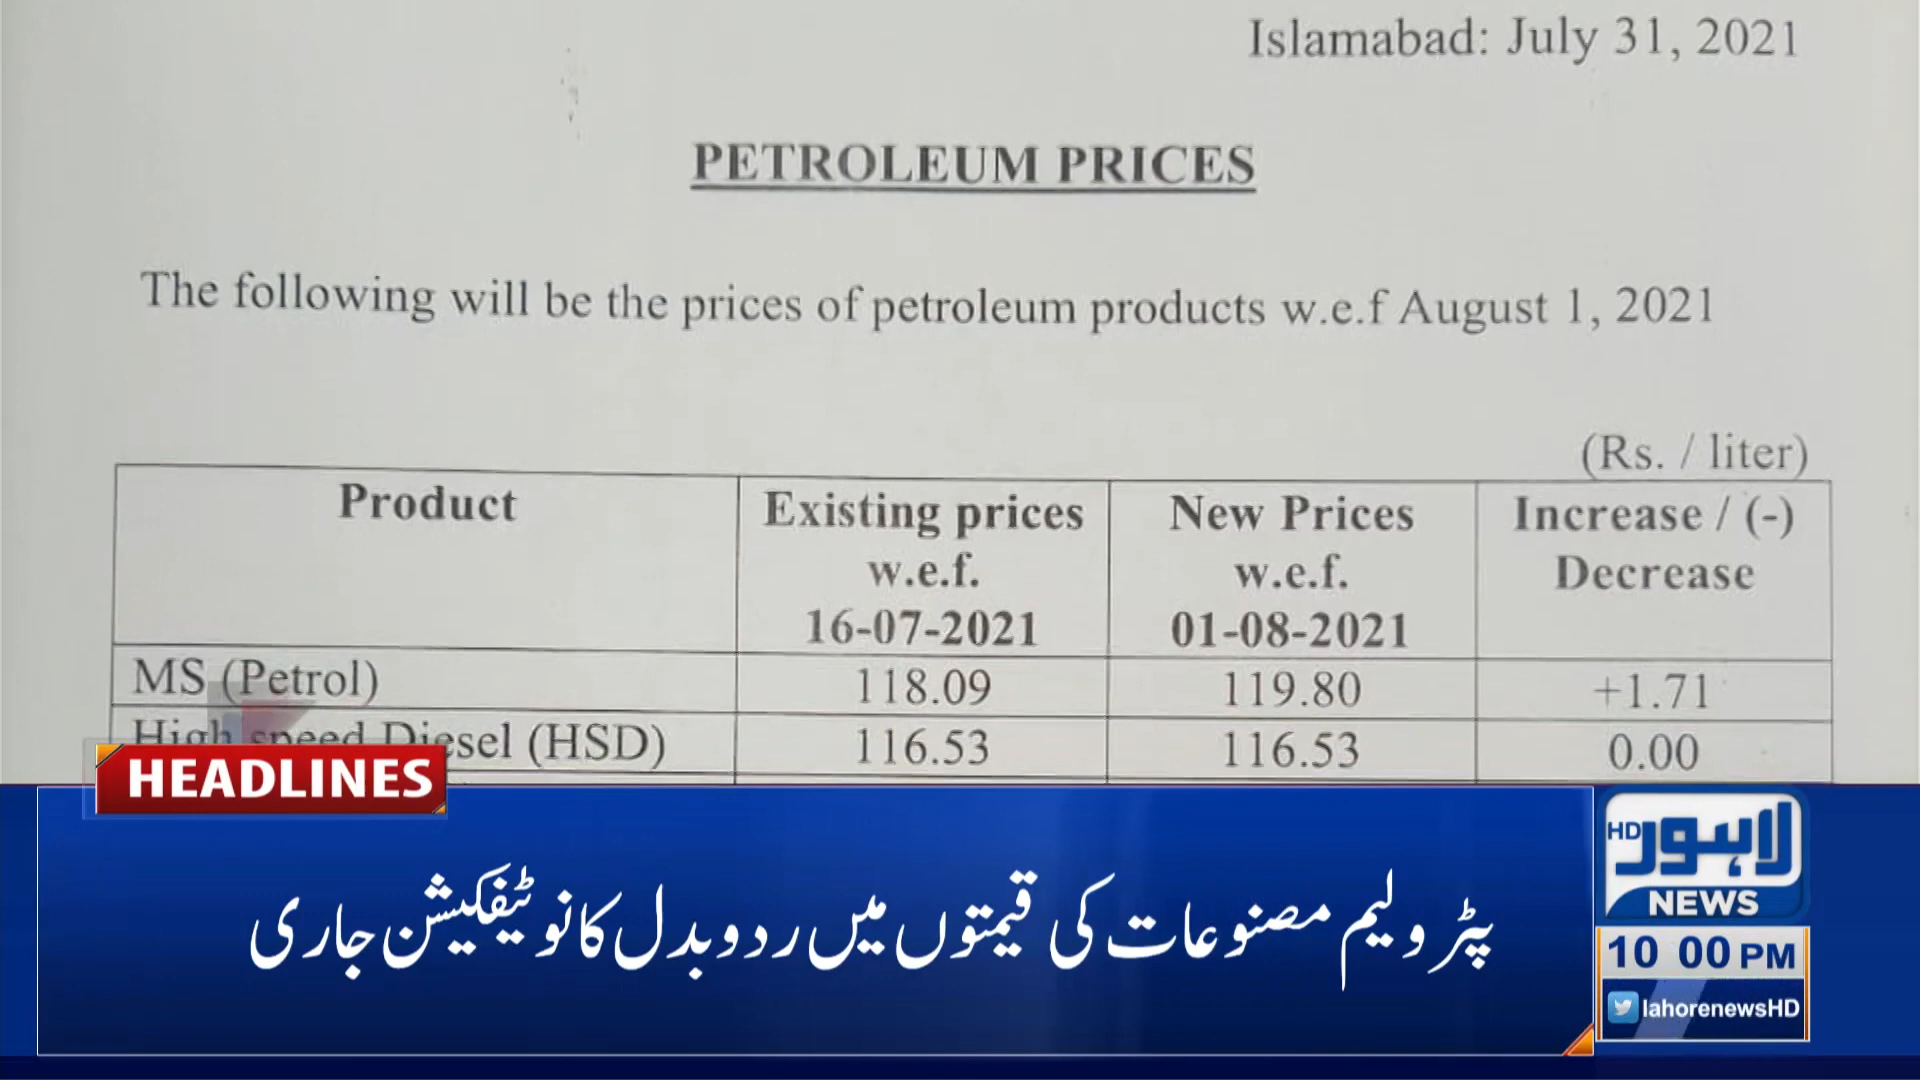 Islamabad: July 31, 2021
PETROLEUM PRICES
The following will be the prices of petroleum products w.e.f August 1, 2021
(Rs. / liter)
Product Existing prices w.e.f. 16-07-2021 New Prices w.e.f. 01-08-2021 Increase / (-) Decrease
MS (Petrol) 118.09 119.80 +1.71
High speed Diesel (HSD) 116.53 116.53 0.00
HEADLINES
پٹرولیم مصنوعات کی قیمتوں میں ردوبدل کا نوٹیفکیشن جاری
لاہور HD
NEWS
10 00 PM
lahorenewsHD